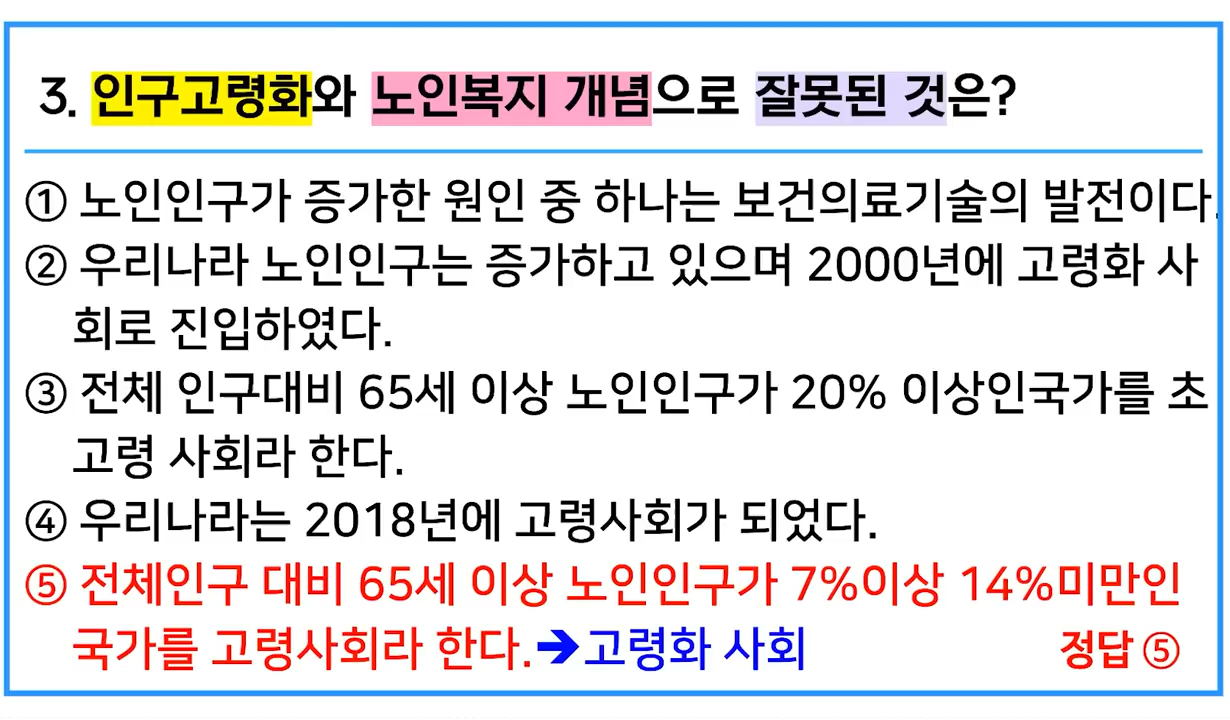 3. 인구고령화와 노인복지 개념으로 잘못된 것은?
① 노인인구가 증가한 원인 중 하나는 보건의료기술의 발전이다.
② 우리나라 노인인구는 증가하고 있으며 2000년에 고령화 사
회로 진입하였다.
③ 전체 인구대비 65세 이상 노인인구가 20% 이상인국가를 초
고령 사회라 한다.
④ 우리나라는 2018년에 고령사회가 되었다.
⑤ 전체인구 대비 65세 이상 노인인구가 7%이상 14%미만인
국가를 고령사회라 한다.➔고령화 사회 정답 ⑤